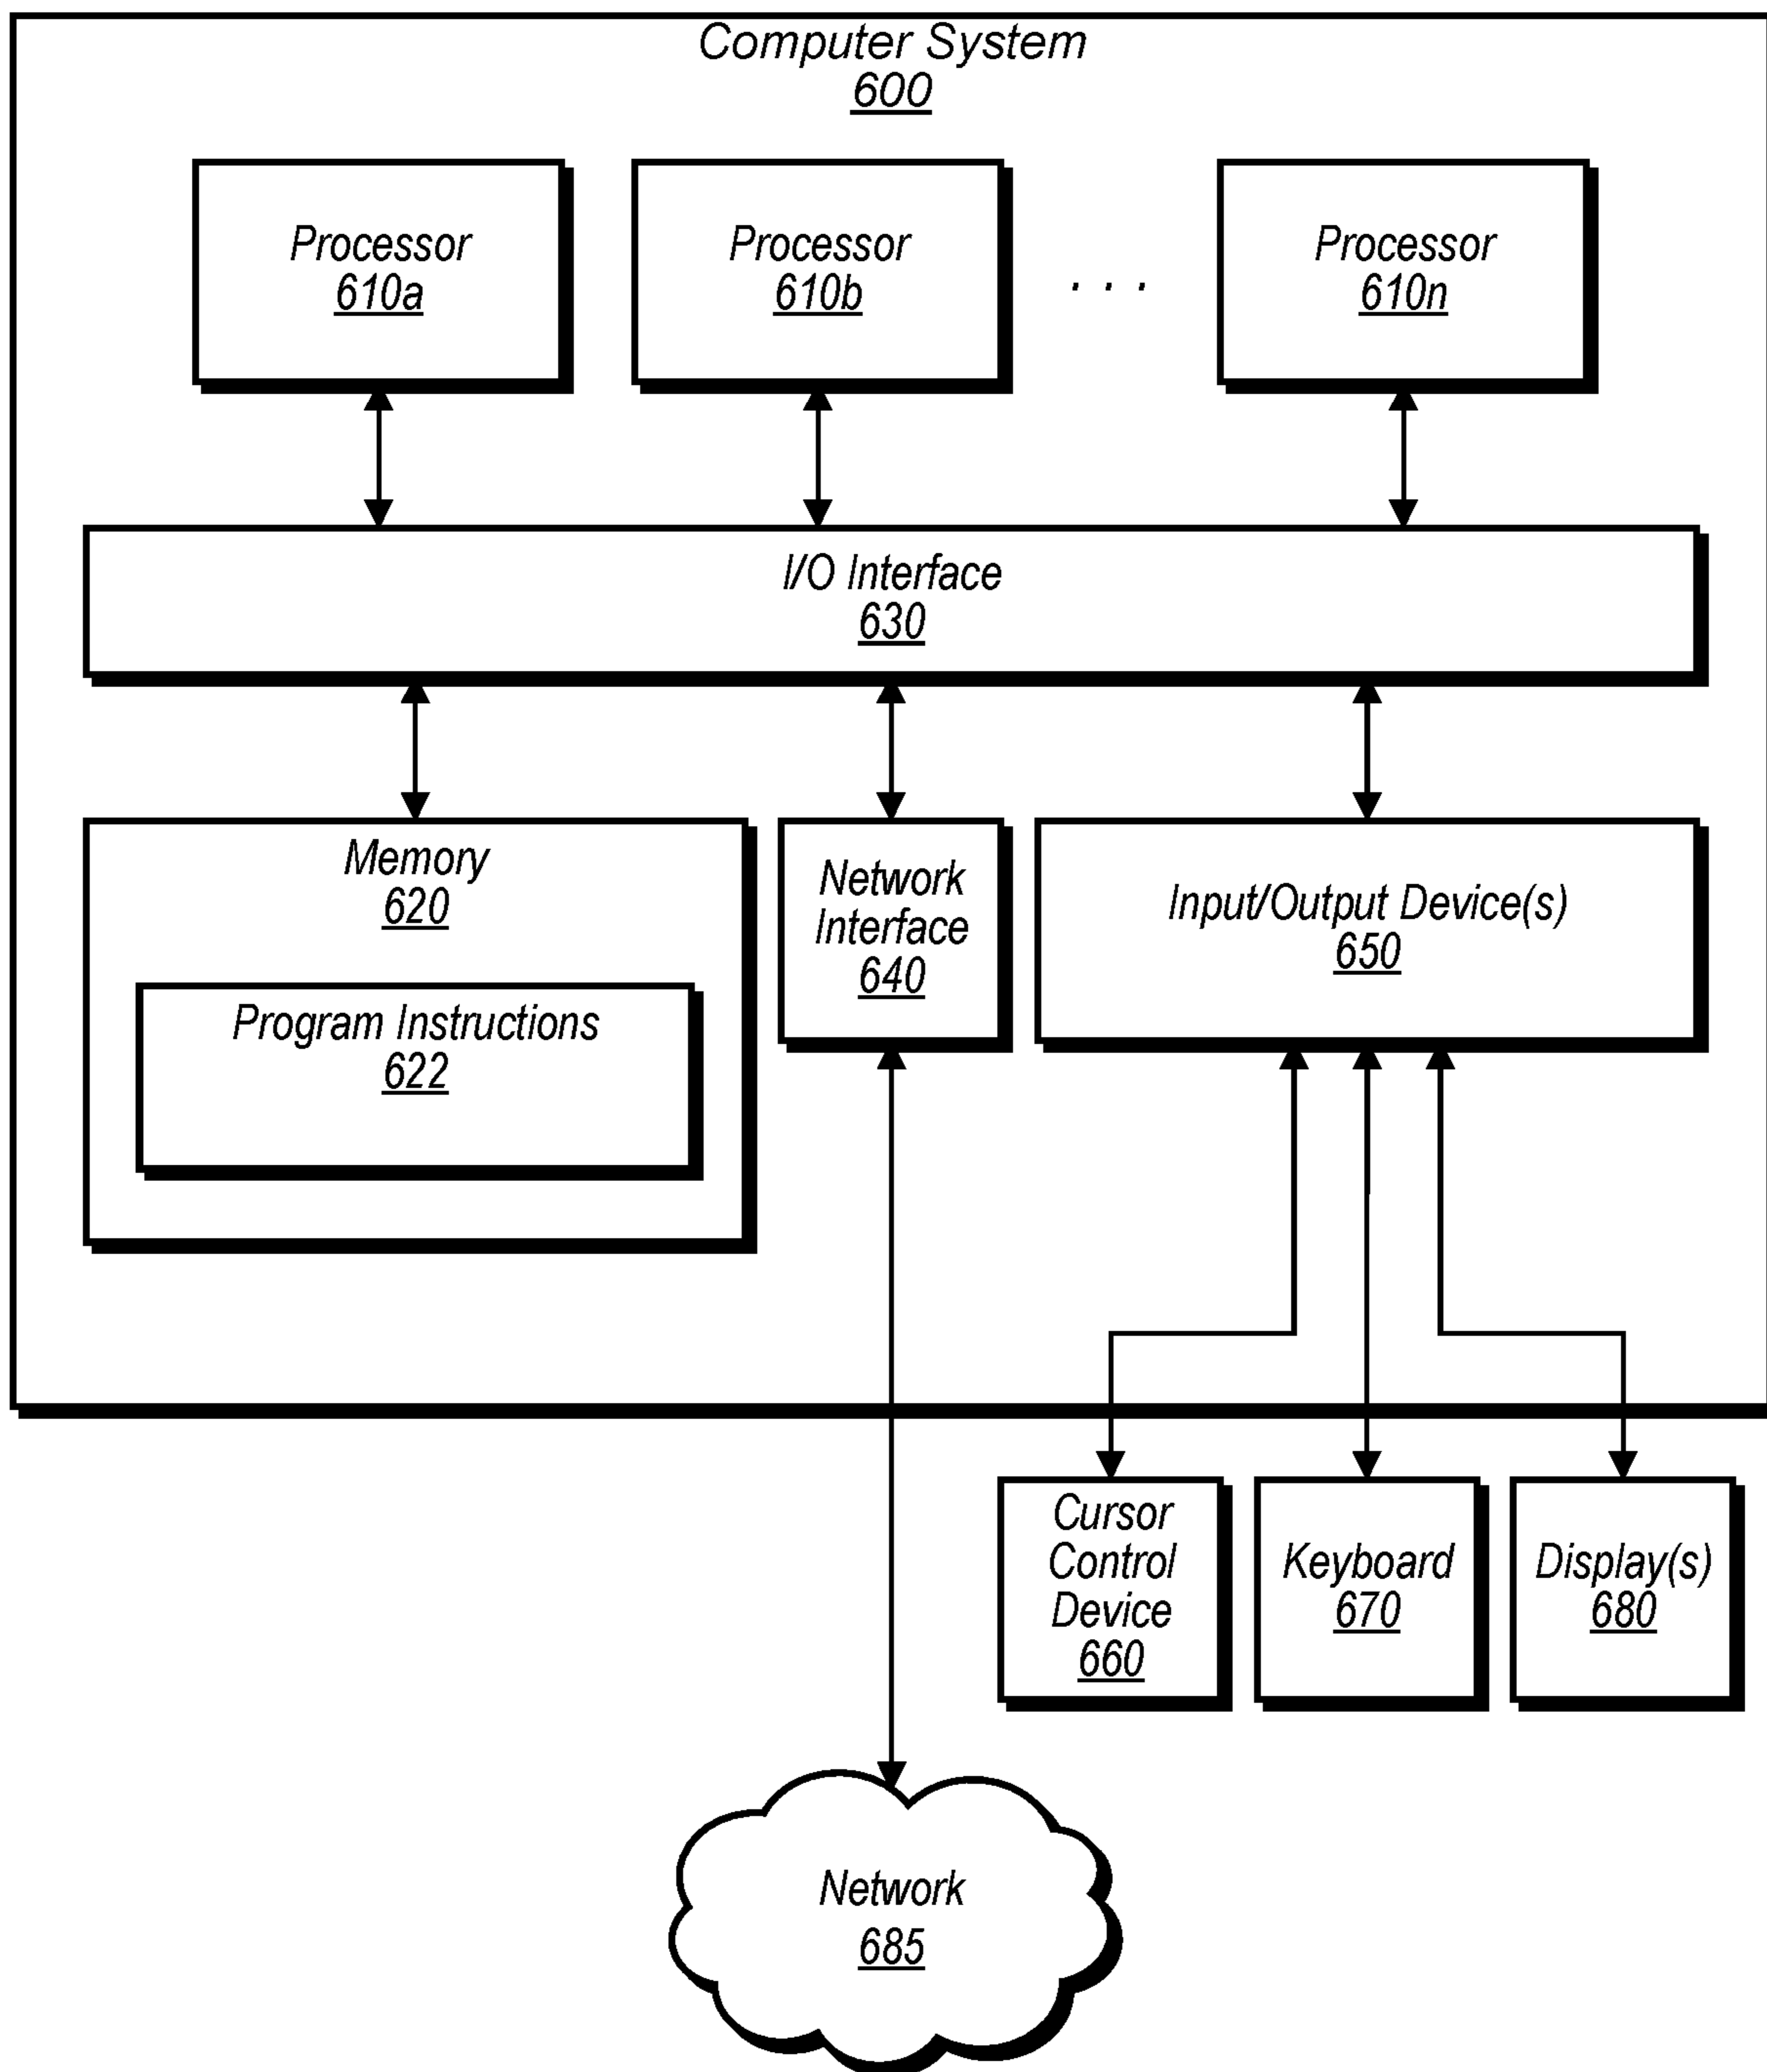 Computer System
600
Processor
610a
Processor
610b
. . .
Processor
610n
I/O Interface
630
Memory
620
Program Instructions
622
Network
Interface
640
Input/Output Device(s)
650
Cursor
Control
Device
660
Keyboard
670
Display(s)
680
Network
685